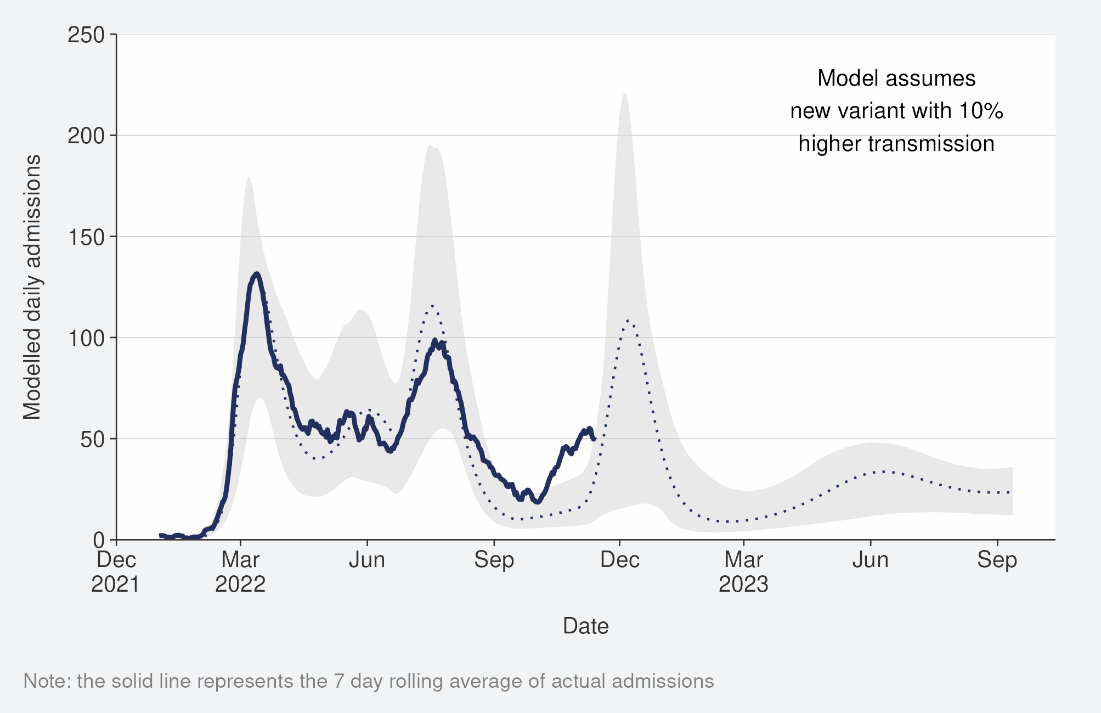 250
200
150
100
50
0
Modelled daily admissions
Model assumes
new variant with 10%
higher transmission
Dec Mar Jun Sep Dec Mar Jun Sep
2021 2022 2023
Date
Note: the solid line represents the 7 day rolling average of actual admissions